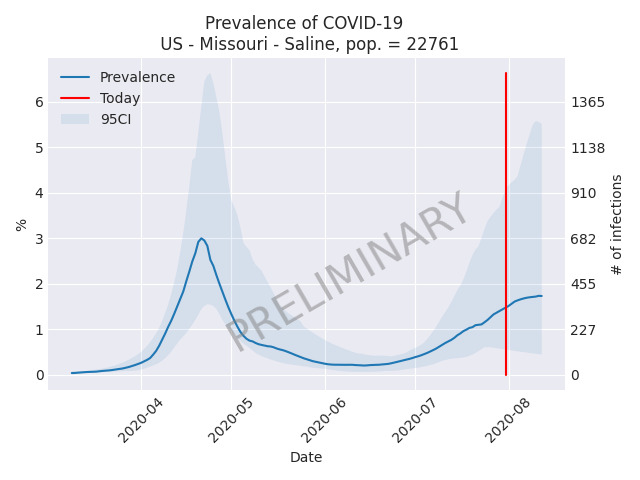 Prevalence of COVID-19
US - Missouri - Saline, pop. = 22761
Prevalence
Today
95CI
6
5
4
3
2
1
0
%
1365
1138
910
682
455
227
0
# of infections
PRELIMINARY
2020-04
2020-05
2020-06
2020-07
2020-08
Date